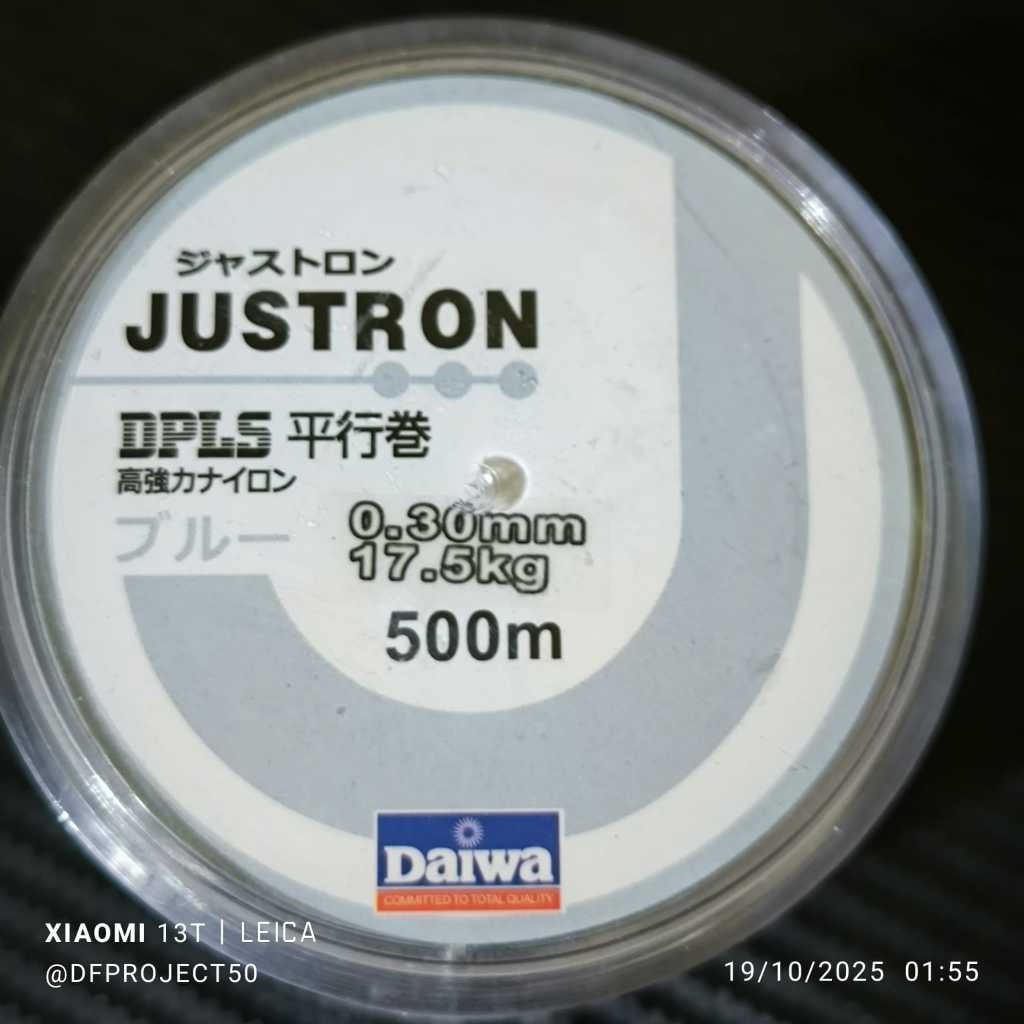 ジャストロン
JUSTRON
DPLS 平行巻
高強力ナイロン
ブルー
0.30mm
17.5kg
500m
Daiwa
COMMITTED TO TOTAL QUALITY
XIAOMI 13T | LEICA
@DFPROJECT50
19/10/2025 01:55